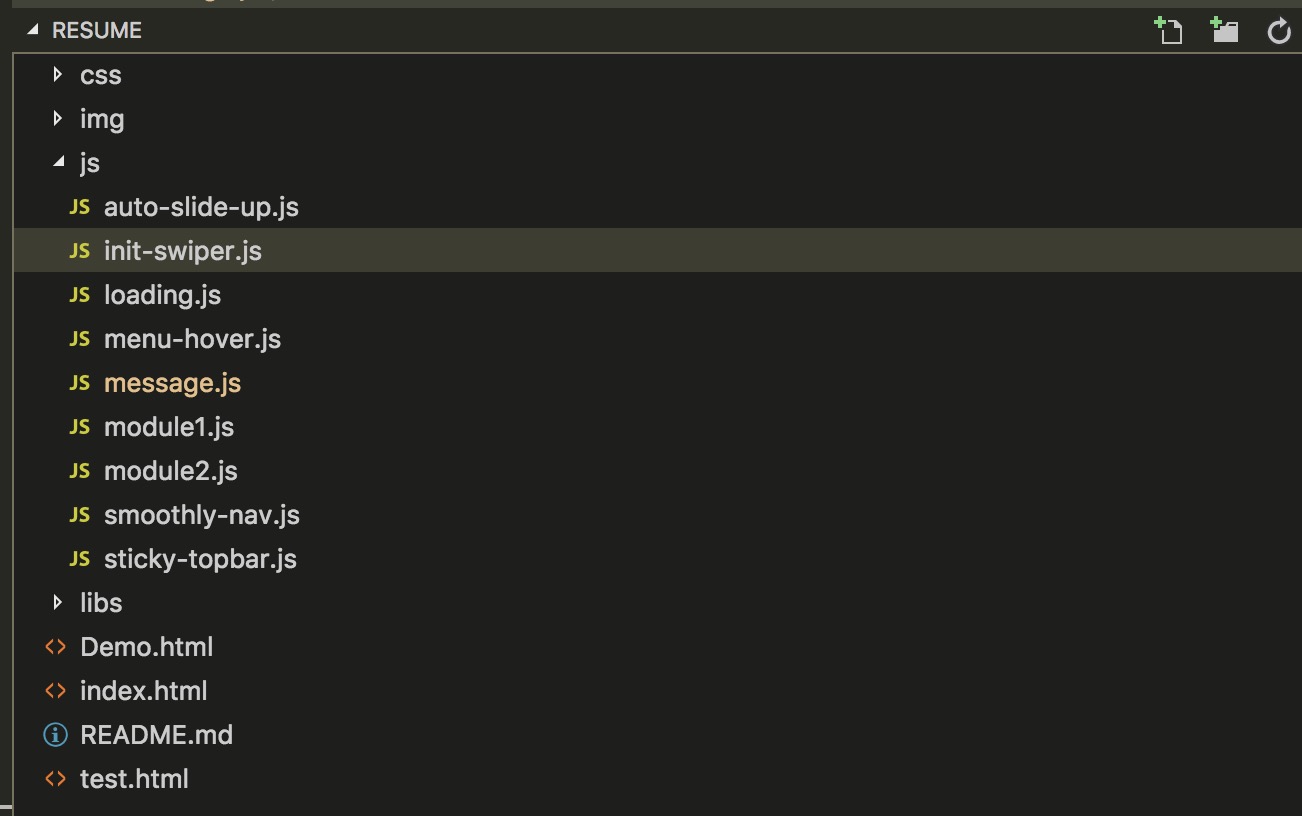 RESUME
css
img
js
JS auto-slide-up.js
JS init-swiper.js
JS loading.js
JS menu-hover.js
JS message.js
JS module1.js
JS module2.js
JS smoothly-nav.js
JS sticky-topbar.js
libs
<> Demo.html
<> index.html
README.md
<> test.html